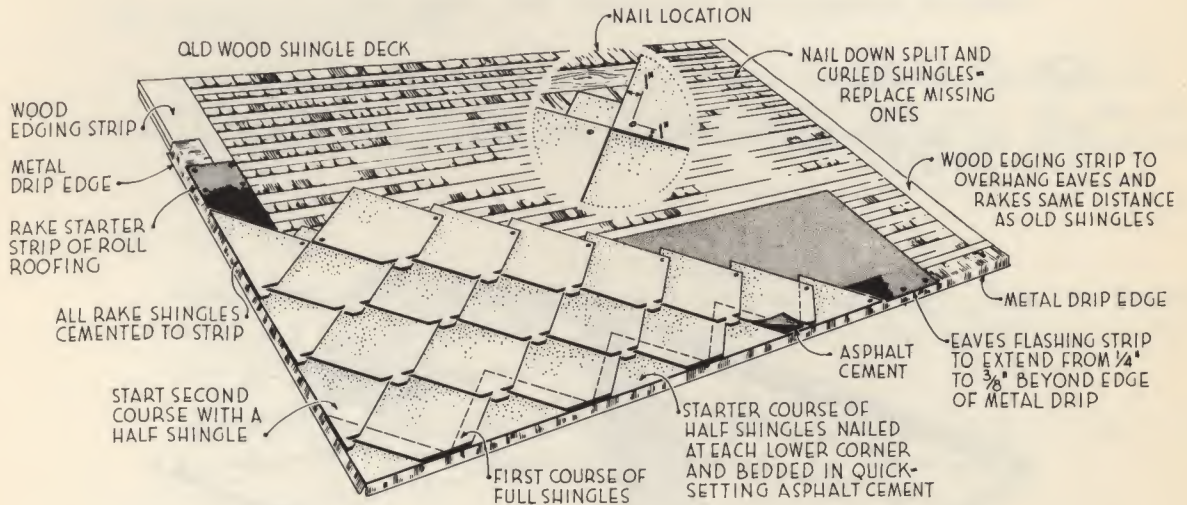 NAIL LOCATION
OLD WOOD SHINGLE DECK
NAIL DOWN SPLIT AND
CURLED SHINGLES-
REPLACE MISSING
ONES
1"
1"
WOOD
EDGING STRIP
METAL
DRIP EDGE
RAKE STARTER
STRIP OF ROLL
ROOFING
WOOD EDGING STRIP TO
OVERHANG EAVES AND
RAKES SAME DISTANCE
AS OLD SHINGLES
ALL RAKE SHINGLES
CEMENTED TO STRIP
METAL DRIP EDGE
ASPHALT
CEMENT
EAVES FLASHING STRIP
TO EXTEND FROM 1/4"
TO 3/8" BEYOND EDGE
OF METAL DRIP
START SECOND
COURSE WITH A
HALF SHINGLE
FIRST COURSE OF
FULL SHINGLES
STARTER COURSE OF
HALF SHINGLES NAILED
AT EACH LOWER CORNER
AND BEDDED IN QUICK-
SETTING ASPHALT CEMENT